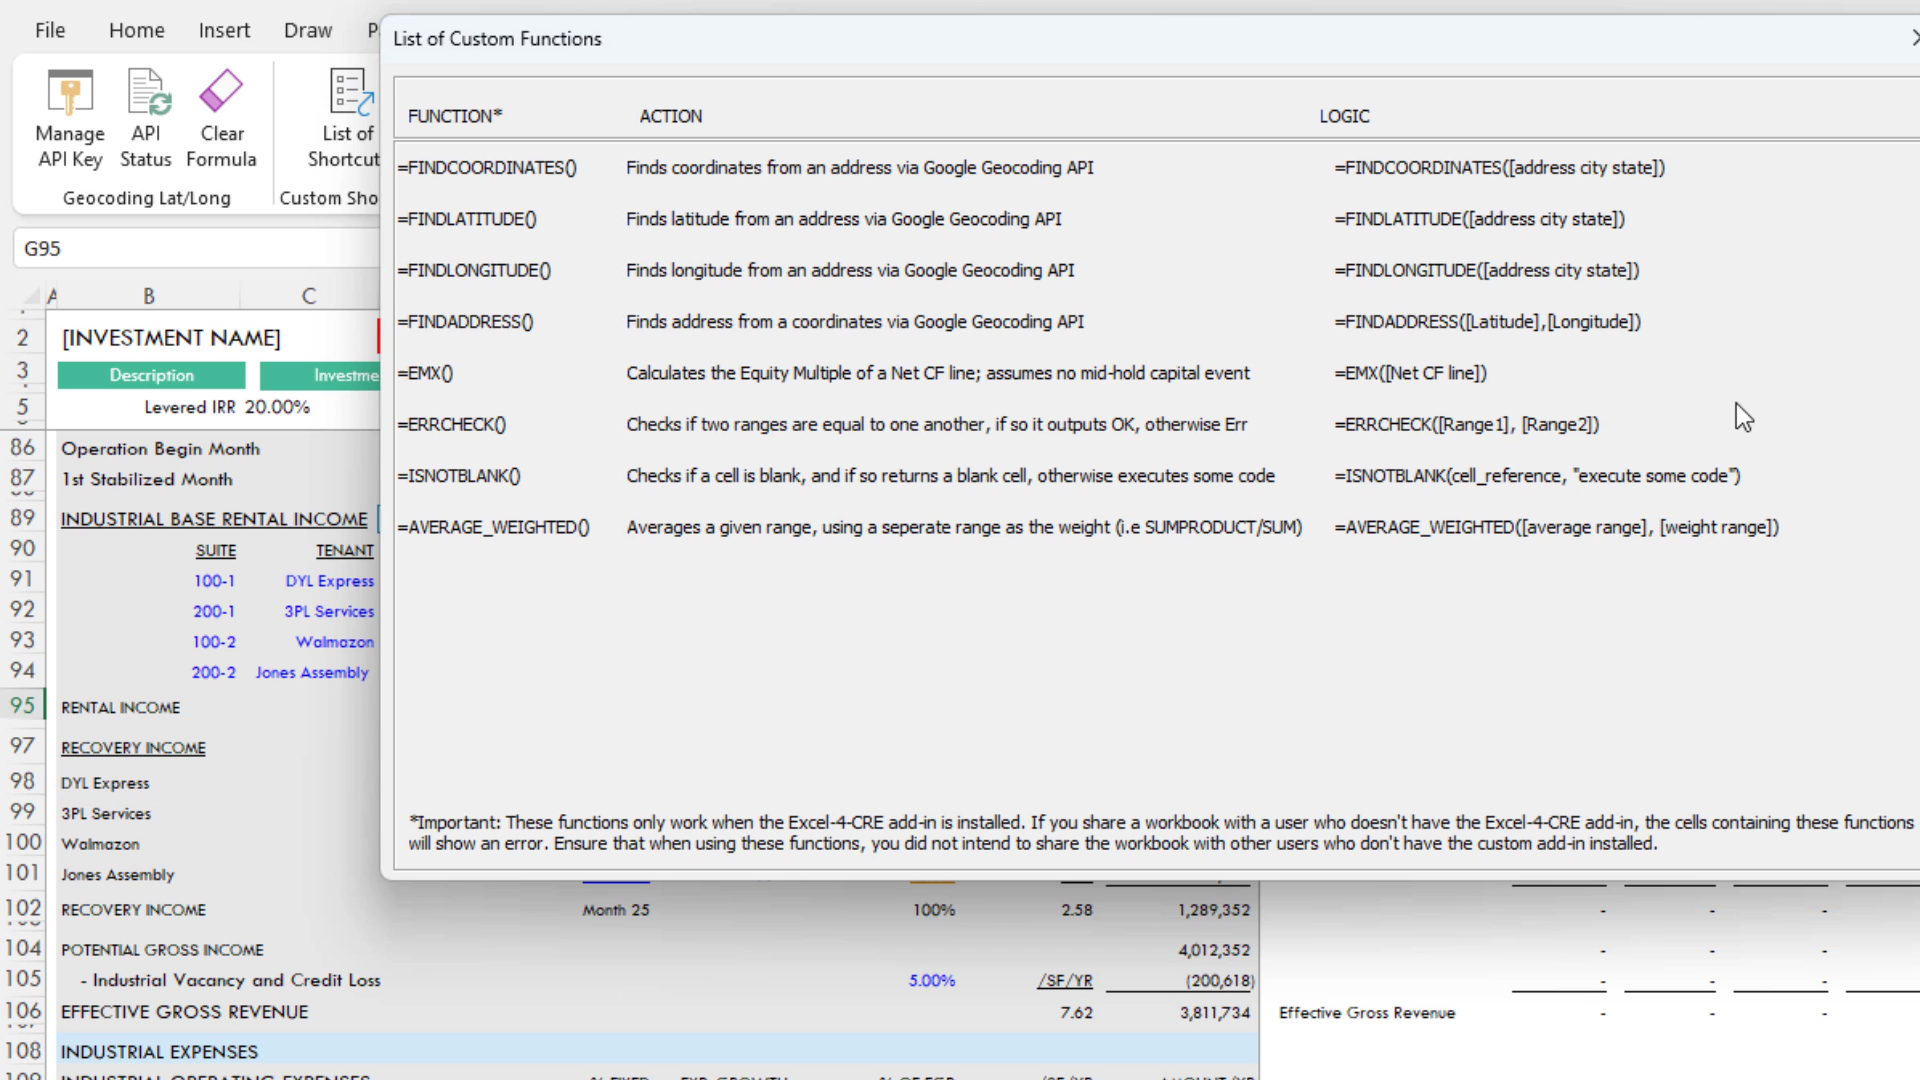 File Home Insert Draw
List of Custom Functions
Manage API Key
API Status
Clear Formula
List of Shortcut
Geocoding Lat/Long
Custom Sho
FUNCTION* ACTION LOGIC
=FINDCOORDINATES() Finds coordinates from an address via Google Geocoding API =FINDCOORDINATES([address city state])
=FINDLATITUDE() Finds latitude from an address via Google Geocoding API =FINDLATITUDE([address city state])
=FINDLONGITUDE() Finds longitude from an address via Google Geocoding API =FINDLONGITUDE([address city state])
=FINDADDRESS() Finds address from a coordinates via Google Geocoding API =FINDADDRESS([Latitude],[Longitude])
=EMX() Calculates the Equity Multiple of a Net CF line; assumes no mid-hold capital event =EMX([Net CF line])
=ERRCHECK() Checks if two ranges are equal to one another, if so it outputs OK, otherwise Err =ERRCHECK([Range1], [Range2])
=ISNOTBLANK() Checks if a cell is blank, and if so returns a blank cell, otherwise executes some code =ISNOTBLANK(cell_reference, "execute some code")
=AVERAGE_WEIGHTED() Averages a given range, using a seperate range as the weight (i.e SUMPRODUCT/SUM) =AVERAGE_WEIGHTED([average range], [weight range])
*Important: These functions only work when the Excel-4-CRE add-in is installed. If you share a workbook with a user who doesn't have the Excel-4-CRE add-in, the cells containing these functions
will show an error. Ensure that when using these functions, you did not intend to share the workbook with other users who don't have the custom add-in installed.
G95
A B C
2 [INVESTMENT NAME]
3 Description Investme
5 Levered IRR 20.00%
86 Operation Begin Month
87 1st Stabilized Month
89 INDUSTRIAL BASE RENTAL INCOME
90 SUITE TENANT
91 100-1 DYL Express
92 200-1 3PL Services
93 100-2 Walmazon
94 200-2 Jones Assembly
95 RENTAL INCOME
97 RECOVERY INCOME
98 DYL Express
99 3PL Services
100 Walmazon
101 Jones Assembly
102 RECOVERY INCOME Month 25 100% 2.58 1,289,352 - - -
104 POTENTIAL GROSS INCOME 4,012,352 - - -
105 - Industrial Vacancy and Credit Loss 5.00% /SF/YR (200,618) - - -
106 EFFECTIVE GROSS REVENUE 7.62 3,811,734 Effective Gross Revenue - - -
108 INDUSTRIAL EXPENSES
109 INDUSTRIAL OPERATING EXPENSES